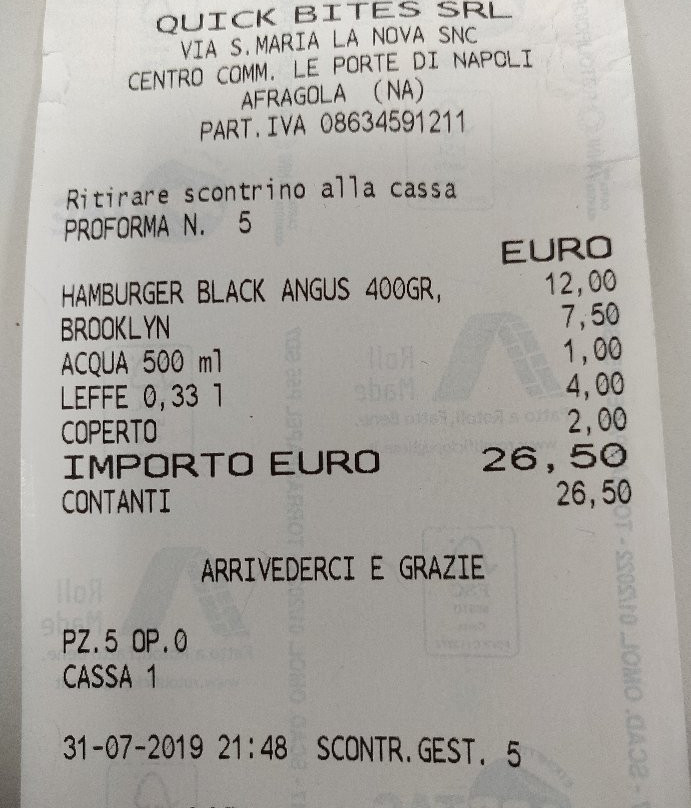 QUICK BITES SRL
VIA S.MARIA LA NOVA SNC
CENTRO COMM. LE PORTE DI NAPOLI
AFRAGOLA (NA)
PART.IVA 08634591211
Ritirare scontrino alla cassa
PROFORMA N. 5
EURO
HAMBURGER BLACK ANGUS 400GR, 12,00
BROOKLYN 7,50
ACQUA 500 ml 1,00
LEFFE 0,33 l 4,00
COPERTO 2,00
IMPORTO EURO 26,50
CONTANTI 26,50
ARRIVEDERCI E GRAZIE
PZ.5 OP.0
CASSA 1
31-07-2019 21:48 SCONTR.GEST. 5